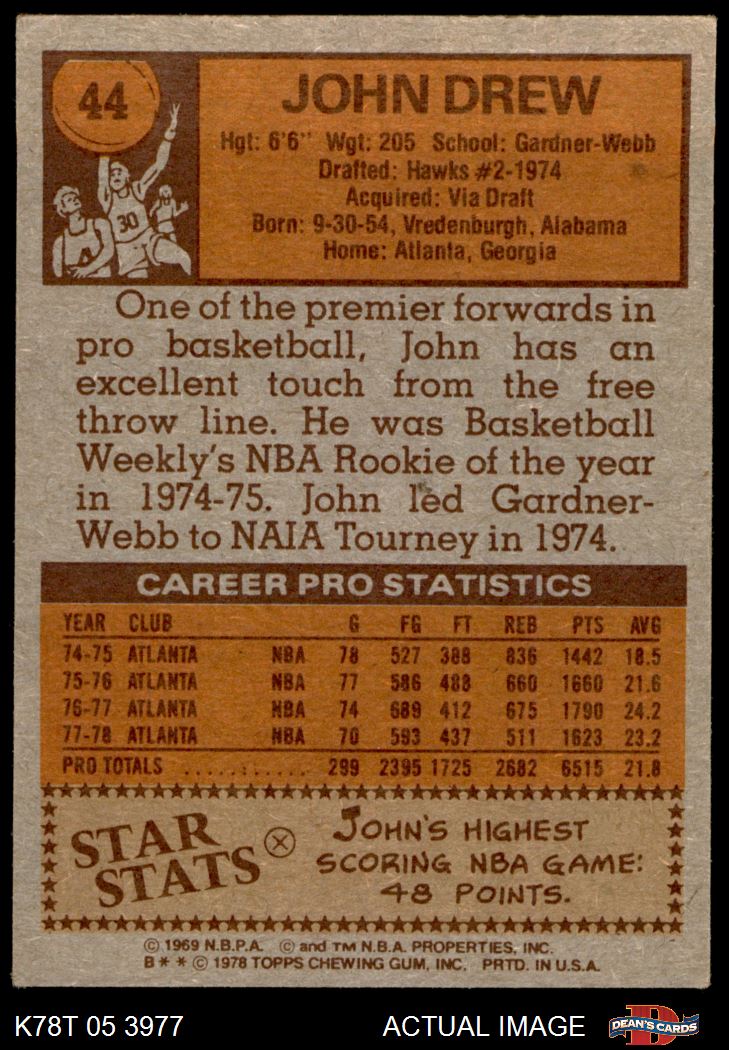 44
JOHN DREW
Hgt: 6'6" Wgt: 205 School: Gardner-Webb
Drafted: Hawks #2-1974
Acquired: Via Draft
Born: 9-30-54, Vredenburgh, Alabama
Home: Atlanta, Georgia
30
One of the premier forwards in
pro basketball, John has an
excellent touch from the free
throw line. He was Basketball
Weekly's NBA Rookie of the year
in 1974-75. John led Gardner-
Webb to NAIA Tourney in 1974.
CAREER PRO STATISTICS
YEAR CLUB G FG FT REB PTS AVG
74-75 ATLANTA NBA 78 527 388 836 1442 18.5
75-76 ATLANTA NBA 77 586 488 660 1660 21.6
76-77 ATLANTA NBA 74 689 412 675 1790 24.2
77-78 ATLANTA NBA 70 593 437 511 1623 23.2
PRO TOTALS ........... 299 2395 1725 2682 6515 21.8
STAR
STATS
JOHN'S HIGHEST
SCORING NBA GAME:
48 POINTS.
© 1969 N.B.P.A. © and TM N.B.A. PROPERTIES, INC.
B * * © 1978 TOPPS CHEWING GUM, INC. PRTD. IN U.S.A.
K78T 05 3977
ACTUAL IMAGE
DEAN'S CARDS